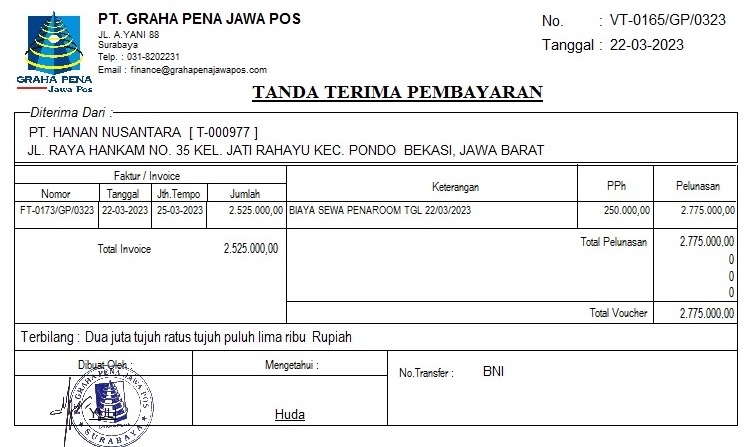 PT. GRAHA PENA JAWA POS
JL. A.YANI 88
Surabaya
Telp. : 031-8202231
Email : finance@grahapenajawapos.com
GRAHA PENA
Jawa Pos
No. : VT-0165/GP/0323
Tanggal : 22-03-2023
TANDA TERIMA PEMBAYARAN
Diterima Dari :
PT. HANAN NUSANTARA [ T-000977 ]
JL. RAYA HANKAM NO. 35 KEL. JATI RAHAYU KEC. PONDO BEKASI, JAWA BARAT
Faktur / Invoice Keterangan PPh Pelunasan
Nomor Tanggal Jth.Tempo Jumlah
FT-0173/GP/0323 22-03-2023 25-03-2023 2.525.000,00 BIAYA SEWA PENAROOM TGL 22/03/2023 250.000,00 2.775.000,00
Total Invoice 2.525.000,00
Total Pelunasan 2.775.000,00
0
0
0
Total Voucher 2.775.000,00
Terbilang : Dua juta tujuh ratus tujuh puluh lima ribu Rupiah
Dibuat Oleh : Mengetahui : No.Transfer : BNI
PT. GRAHA PENA JAWA POS
SURABAYA
Huda